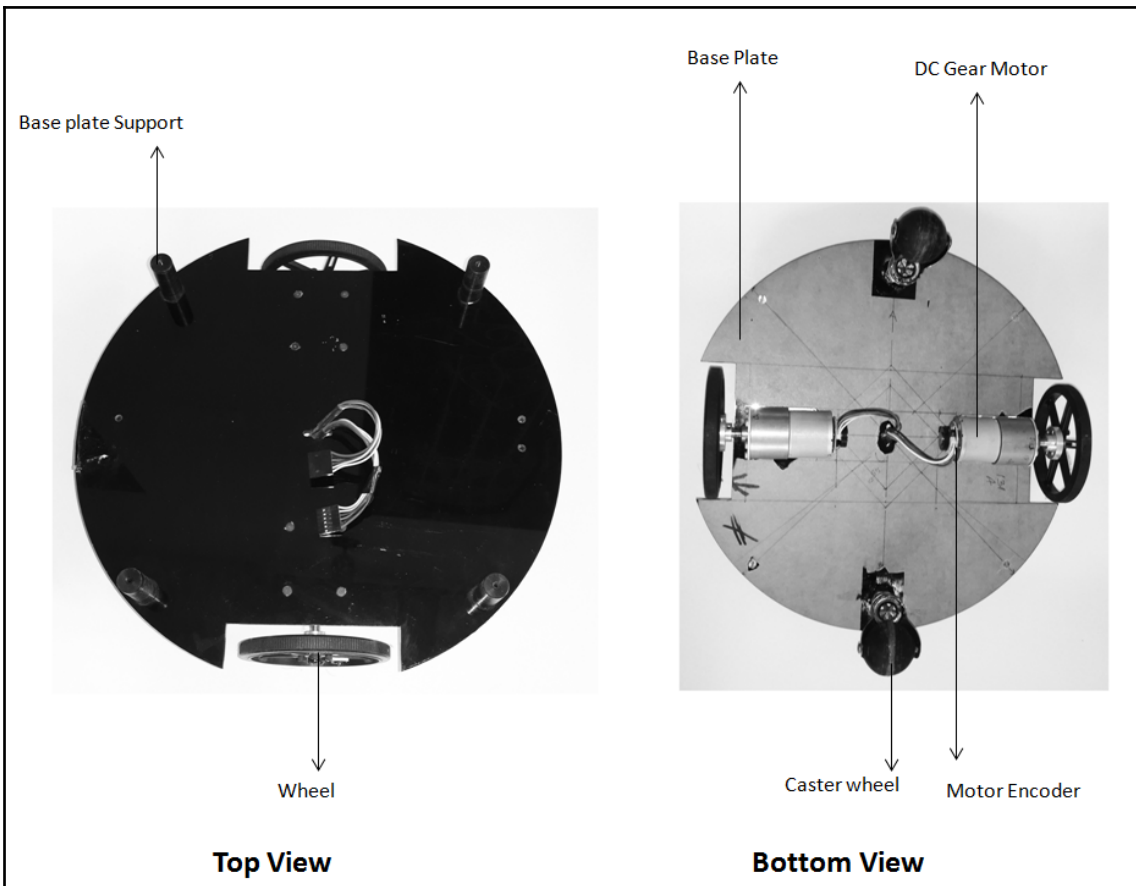 Base Plate
DC Gear Motor
Base plate Support
Wheel
Caster wheel
Motor Encoder
Top View
Bottom View